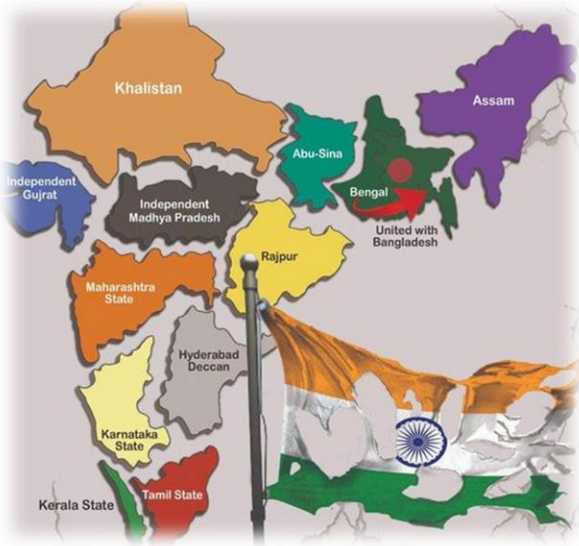 Khalistan
Assam
Abu-Sina
Independent
Gujrat
Independent
Madhya Pradesh
Bengal
United with
Bangladesh
Rajpur
Maharashtra
State
Hyderabad
Deccan
Karnataka
State
Kerala State
Tamil State